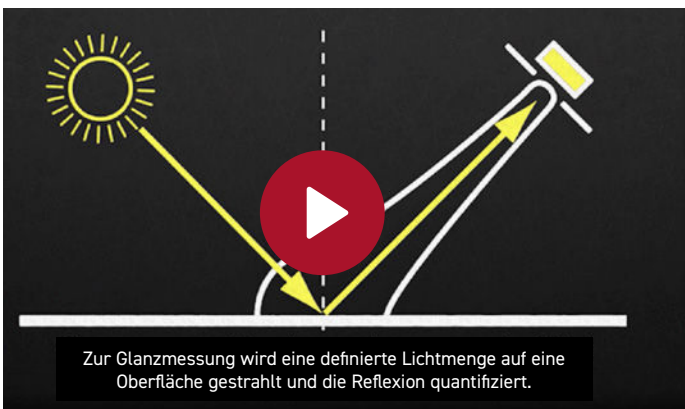 Zur Glanzmessung wird eine definierte Lichtmenge auf eine
Oberfläche gestrahlt und die Reflexion quantifiziert.